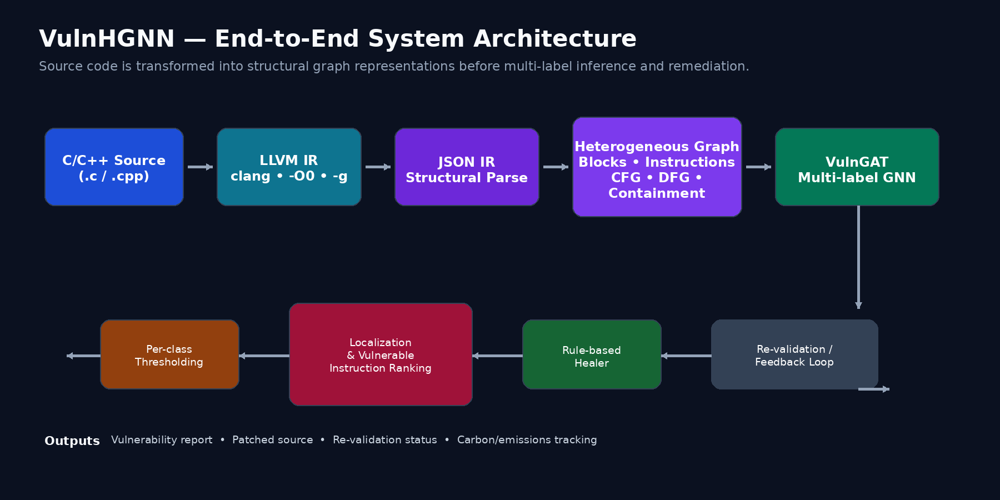 VulnHGNN — End-to-End System Architecture
Source code is transformed into structural graph representations before multi-label inference and remediation.
C/C++ Source
(.c / .cpp)
LLVM IR
clang • -O0 • -g
JSON IR
Structural Parse
Heterogeneous Graph
Blocks • Instructions
CFG • DFG •
Containment
VulnGAT
Multi-label GNN
Per-class
Thresholding
Localization
& Vulnerable
Instruction Ranking
Rule-based
Healer
Re-validation /
Feedback Loop
Outputs Vulnerability report • Patched source • Re-validation status • Carbon/emissions tracking